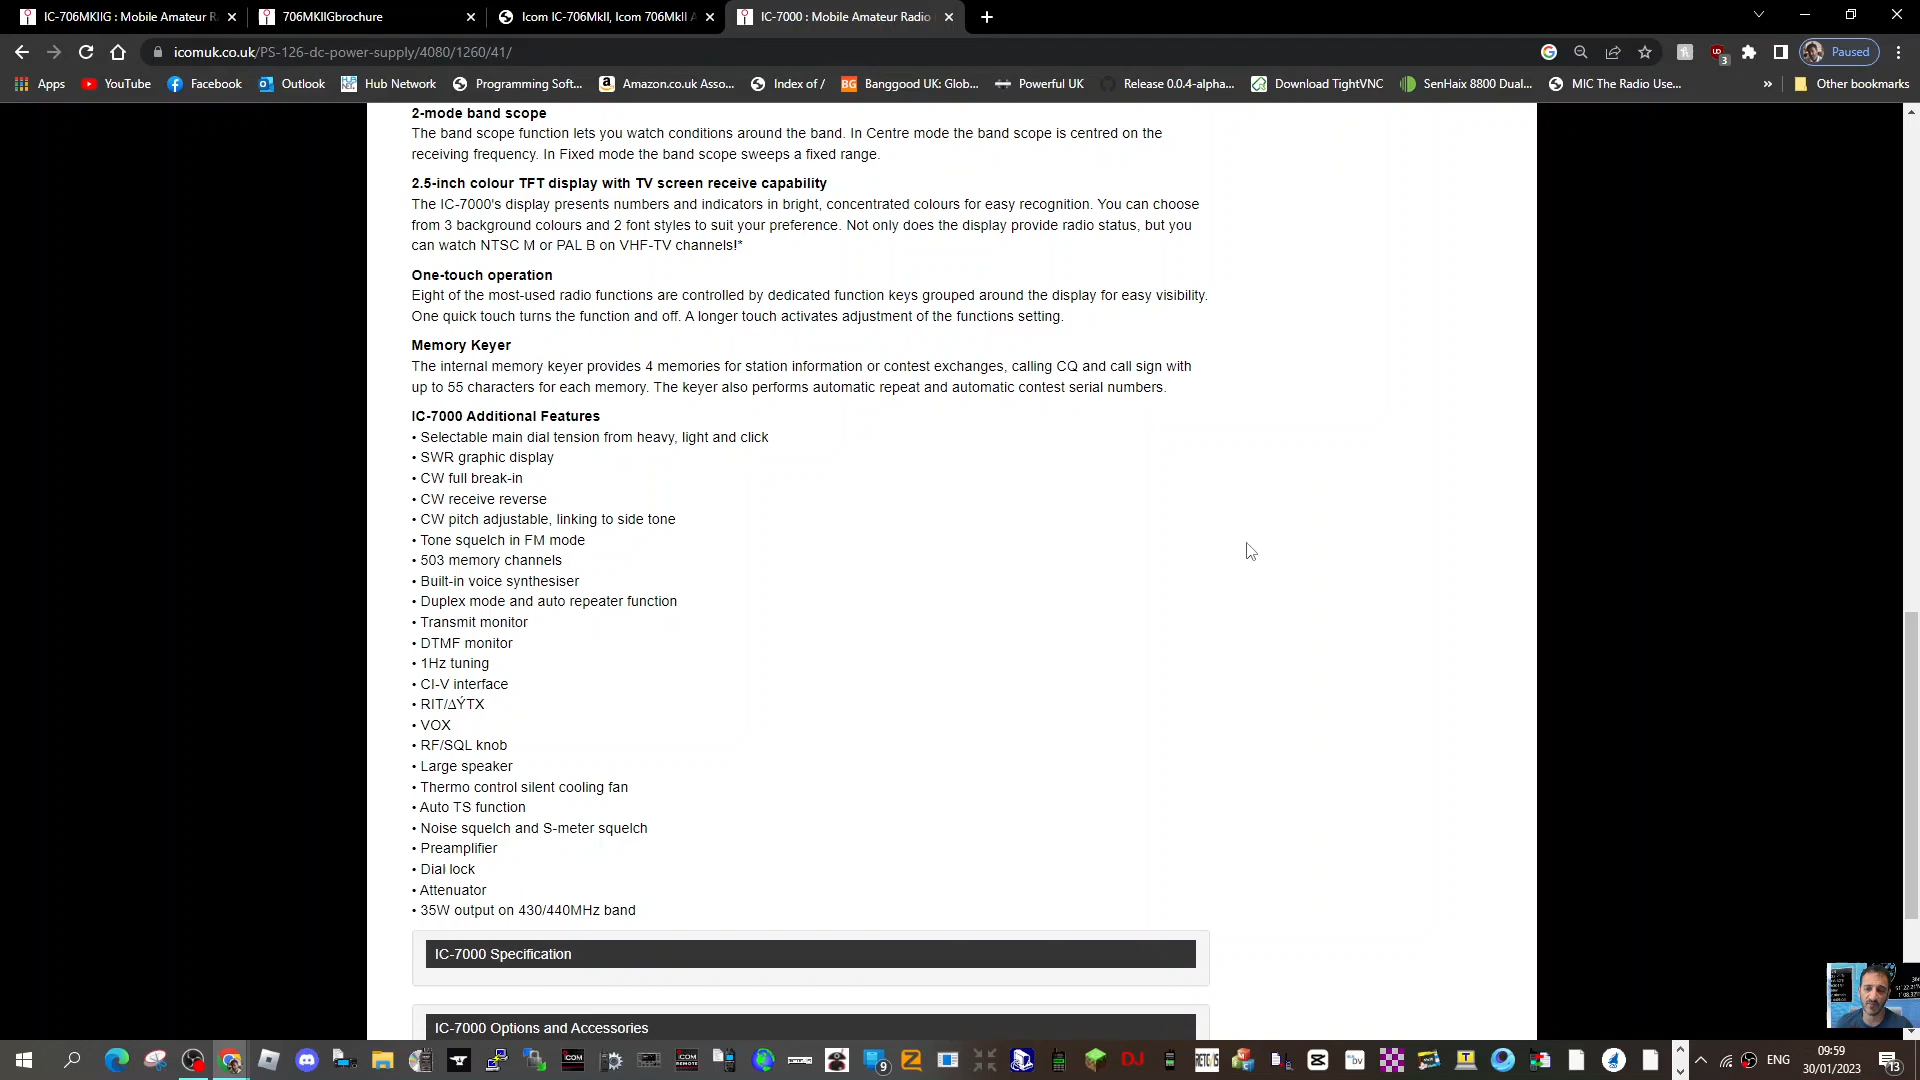 IC-706MKIIG : Mobile Amateur R
706MKIIGbrochure
Icom IC-706MkII, Icom 706MkII A
IC-7000 : Mobile Amateur Radio
icomuk.co.uk/PS-126-dc-power-supply/4080/1260/41/
3
Paused
Apps
YouTube
Facebook
Outlook
Hub Network
Programming Soft...
Amazon.co.uk Asso...
Index of /
BG Banggood UK: Glob...
Powerful UK
Release 0.0.4-alpha...
Download TightVNC
SenHaix 8800 Dual...
MIC The Radio Use...
»
Other bookmarks
2-mode band scope
The band scope function lets you watch conditions around the band. In Centre mode the band scope is centred on the
receiving frequency. In Fixed mode the band scope sweeps a fixed range.
2.5-inch colour TFT display with TV screen receive capability
The IC-7000's display presents numbers and indicators in bright, concentrated colours for easy recognition. You can choose
from 3 background colours and 2 font styles to suit your preference. Not only does the display provide radio status, but you
can watch NTSC M or PAL B on VHF-TV channels!*
One-touch operation
Eight of the most-used radio functions are controlled by dedicated function keys grouped around the display for easy visibility.
One quick touch turns the function and off. A longer touch activates adjustment of the functions setting.
Memory Keyer
The internal memory keyer provides 4 memories for station information or contest exchanges, calling CQ and call sign with
up to 55 characters for each memory. The keyer also performs automatic repeat and automatic contest serial numbers.
IC-7000 Additional Features
• Selectable main dial tension from heavy, light and click
• SWR graphic display
• CW full break-in
• CW receive reverse
• CW pitch adjustable, linking to side tone
• Tone squelch in FM mode
• 503 memory channels
• Built-in voice synthesiser
• Duplex mode and auto repeater function
• Transmit monitor
• DTMF monitor
• 1Hz tuning
• CI-V interface
• RIT/ΔÝTX
• VOX
• RF/SQL knob
• Large speaker
• Thermo control silent cooling fan
• Auto TS function
• Noise squelch and S-meter squelch
• Preamplifier
• Dial lock
• Attenuator
• 35W output on 430/440MHz band
IC-7000 Specification
IC-7000 Options and Accessories
9
DJ
bv
ENG
09:59
30/01/2023
13